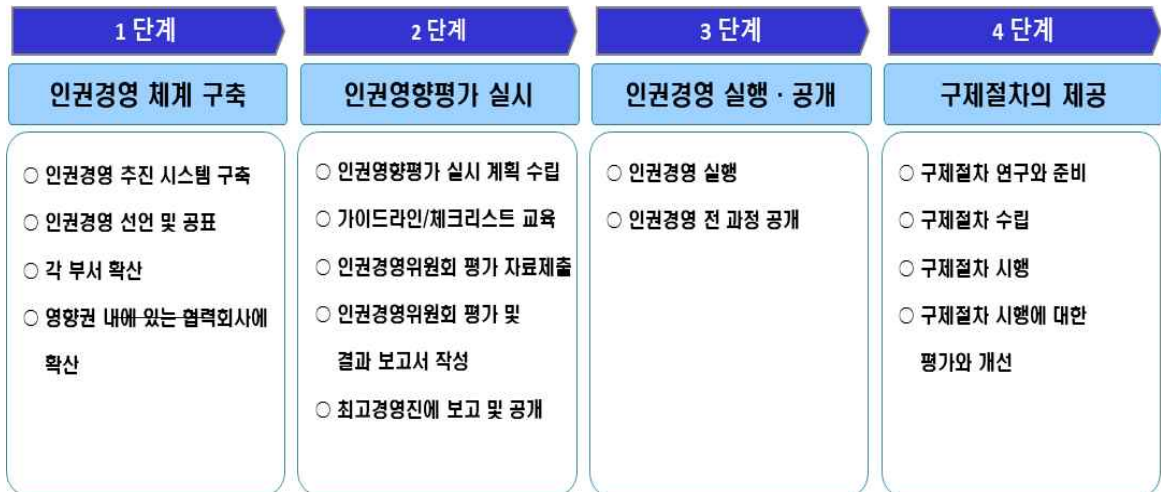 1 단계
인권경영 체계 구축
○ 인권경영 추진 시스템 구축
○ 인권경영 선언 및 공표
○ 각 부서 확산
○ 영향권 내에 있는 협력회사에
확산
2 단계
인권영향평가 실시
○ 인권영향평가 실시 계획 수립
○ 가이드라인/체크리스트 교육
○ 인권경영위원회 평가 자료제출
○ 인권경영위원회 평가 및
결과 보고서 작성
○ 최고경영진에 보고 및 공개
3 단계
인권경영 실행 · 공개
○ 인권경영 실행
○ 인권경영 전 과정 공개
4 단계
구제절차의 제공
○ 구제절차 연구와 준비
○ 구제절차 수립
○ 구제절차 시행
○ 구제절차 시행에 대한
평가와 개선